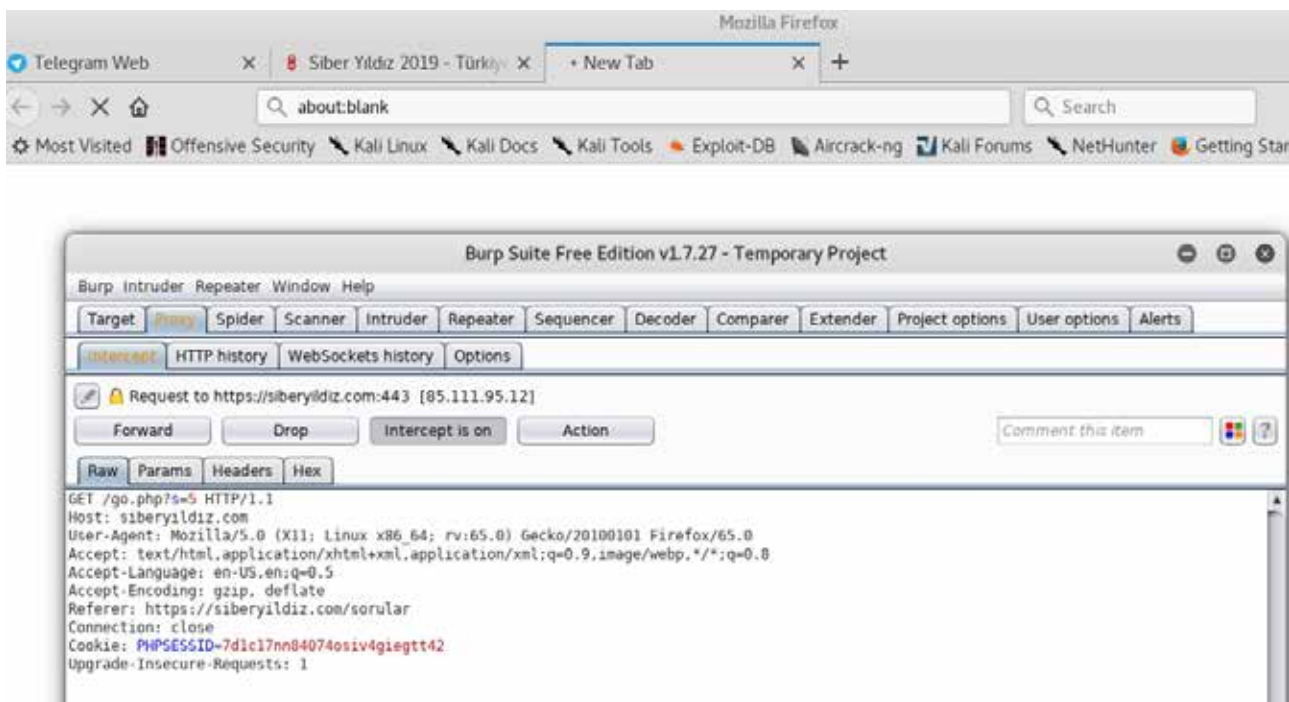 Mozilla Firefox
Telegram Web Siber Yıldız 2019 - Türkiy New Tab
about:blank Search
Most Visited Offensive Security Kali Linux Kali Docs Kali Tools Exploit-DB Aircrack-ng Kali Forums NetHunter Getting Star
Burp Suite Free Edition v1.7.27 - Temporary Project
Burp Intruder Repeater Window Help
Target Proxy Spider Scanner Intruder Repeater Sequencer Decoder Comparer Extender Project options User options Alerts
Intercept HTTP history WebSockets history Options
Request to https://siberyildiz.com:443 [85.111.95.12]
Forward Drop Intercept is on Action Comment this item ?
Raw Params Headers Hex
GET /go.php?s=5 HTTP/1.1
Host: siberyildiz.com
User-Agent: Mozilla/5.0 (X11; Linux x86_64; rv:65.0) Gecko/20100101 Firefox/65.0
Accept: text/html,application/xhtml+xml,application/xml;q=0.9,image/webp,*/*;q=0.8
Accept-Language: en-US,en;q=0.5
Accept-Encoding: gzip, deflate
Referer: https://siberyildiz.com/sorular
Connection: close
Cookie: PHPSESSID=7d1c17nn84074osiv4giegtt42
Upgrade-Insecure-Requests: 1